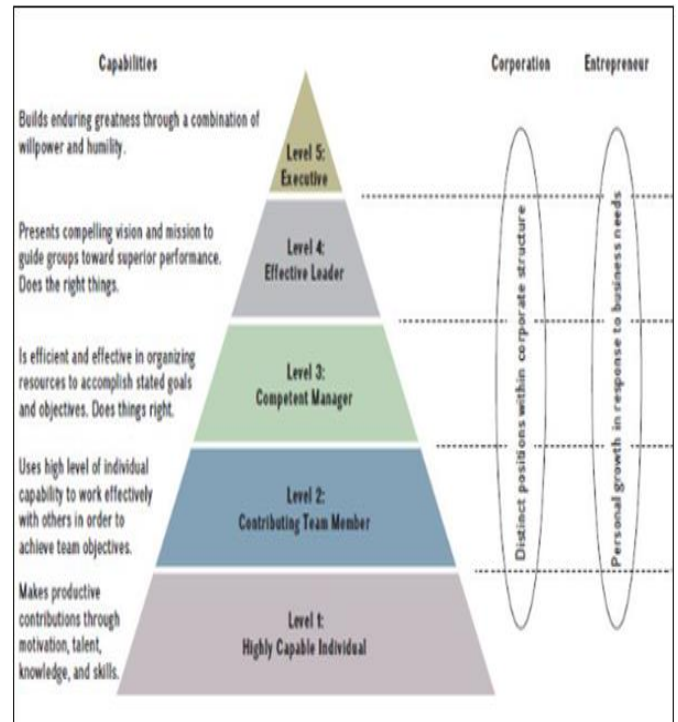 Capabilities
Corporation
Entrepreneur
Builds enduring greatness through a combination of
willpower and humility.
Level 5:
Executive
Presents compelling vision and mission to
guide groups toward superior performance.
Does the right things.
Level 4:
Effective Leader
Is efficient and effective in organizing
resources to accomplish stated goals
and objectives. Does things right.
Level 3:
Competent Manager
Uses high level of individual
capability to work effectively
with others in order to
achieve team objectives.
Level 2:
Contributing Team Member
Makes productive
contributions through
motivation, talent,
knowledge, and skills.
Level 1:
Highly Capable Individual
Distinct positions within corporate structure
Personal growth in response to business needs